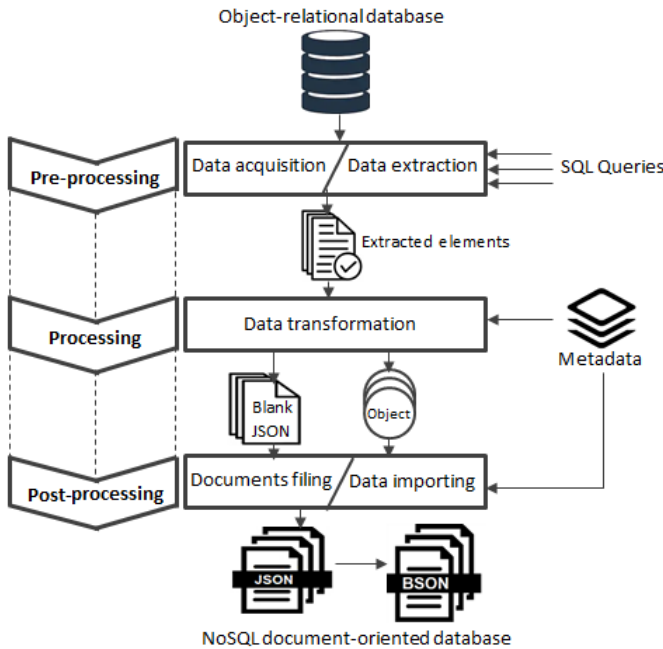 Object-relational database
Pre-processing
Data acquisition
Data extraction
SQL Queries
Extracted elements
Processing
Data transformation
Metadata
Blank
JSON
Object
Post-processing
Documents filing
Data importing
JSON
BSON
NoSQL document-oriented database